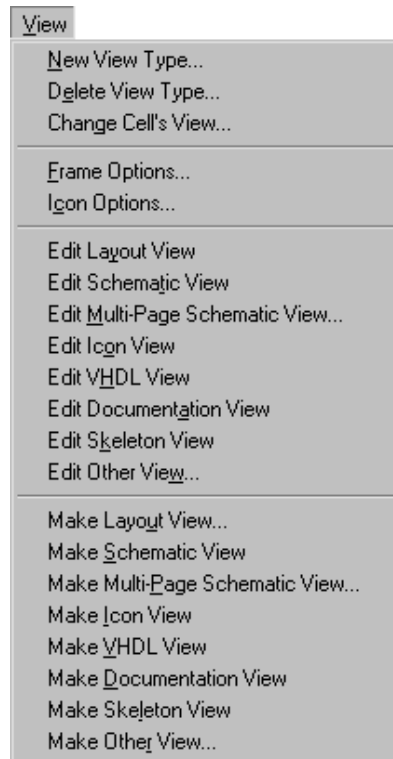 View
New View Type...
Delete View Type...
Change Cell's View...
Frame Options...
Icon Options...
Edit Layout View
Edit Schematic View
Edit Multi-Page Schematic View...
Edit Icon View
Edit VHDL View
Edit Documentation View
Edit Skeleton View
Edit Other View...
Make Layout View...
Make Schematic View
Make Multi-Page Schematic View...
Make Icon View
Make VHDL View
Make Documentation View
Make Skeleton View
Make Other View...